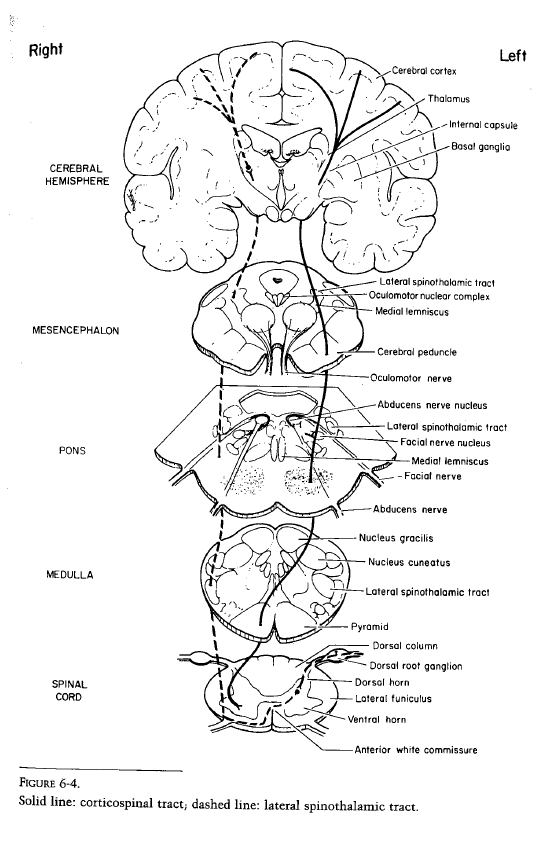 Right
Left
Cerebral cortex
Thalamus
Internal capsule
Basal ganglia
CEREBRAL
HEMISPHERE
Lateral spinothalamic tract
Oculomotor nuclear complex
Medial lemniscus
MESENCEPHALON
Cerebral peduncle
Oculomotor nerve
Abducens nerve nucleus
Lateral spinothalamic tract
Facial nerve nucleus
PONS
Medial lemniscus
Facial nerve
Abducens nerve
Nucleus gracilis
Nucleus cuneatus
MEDULLA
Lateral spinothalamic tract
Pyramid
Dorsal column
Dorsal root ganglion
Dorsal horn
SPINAL
CORD
Lateral funiculus
Ventral horn
Anterior white commissure
FIGURE 6-4.
Solid line: corticospinal tract; dashed line: lateral spinothalamic tract.